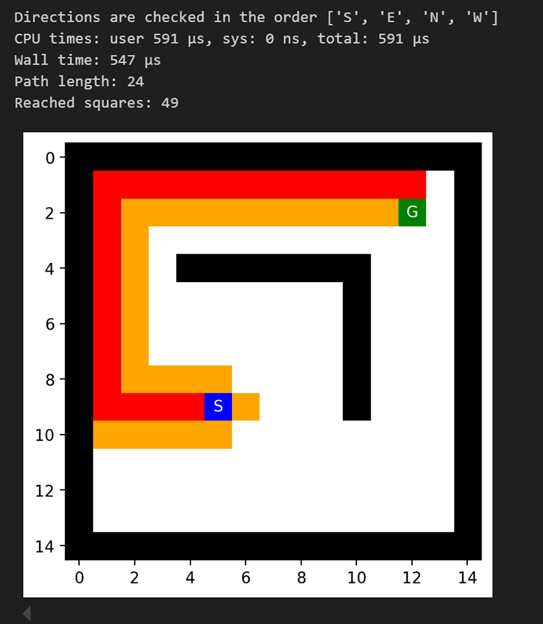 Directions are checked in the order ['S', 'E', 'N', 'W']
CPU times: user 591 µs, sys: 0 ns, total: 591 µs
Wall time: 547 µs
Path length: 24
Reached squares: 49
0
2
G
4
6
8
S
10
12
14
0 2 4 6 8 10 12 14